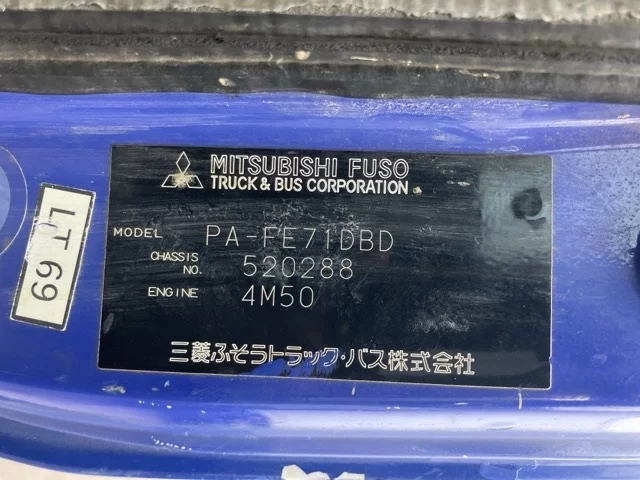 MITSUBISHI FUSO
TRUCK & BUS CORPORATION
MODEL PA-FE71DBD
CHASSIS NO. 520288
ENGINE 4M50
三菱ふそうトラック・バス株式会社
LT 69